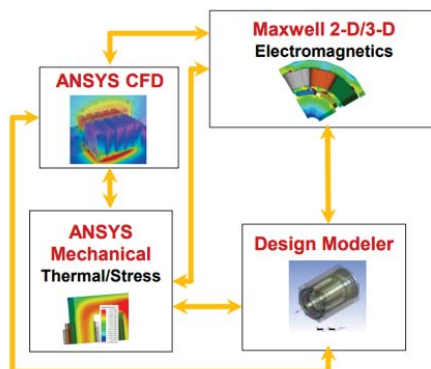 Maxwell 2-D/3-D
Electromagnetics
ANSYS CFD
ANSYS
Mechanical
Thermal/Stress
Design Modeler